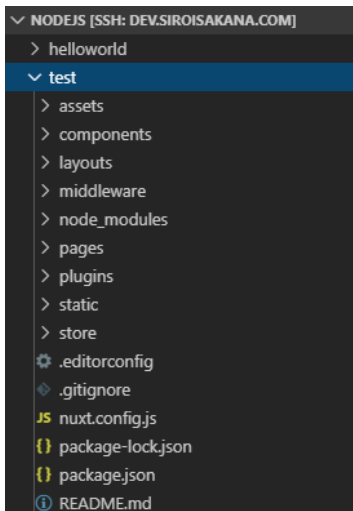 NODEJS [SSH: DEV.SIROISAKANA.COM]
helloworld
test
assets
components
layouts
middleware
node_modules
pages
plugins
static
store
.editorconfig
.gitignore
JS nuxt.config.js
{} package-lock.json
{} package.json
README.md